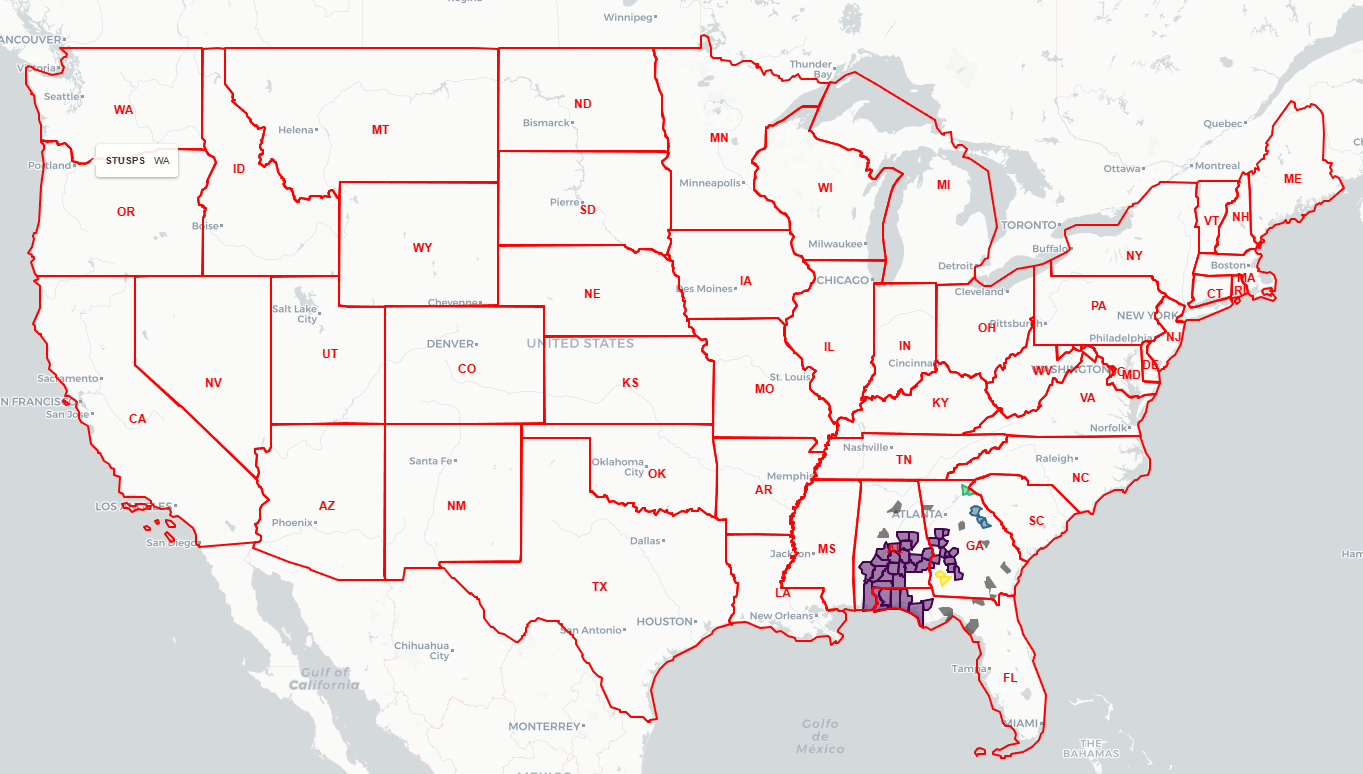 Winnipeg
ANCOUVER
Victoria
Thunder
Bay
Seattle
WA
ND
MT
Helena
Bismarck
MN
Quebec
STUSPS WA
Portland
ID
Ottawa
Montreal
ME
Minneapolis
WI
MI
OR
Pierre
SD
VT
NH
Boise
TORONTO
WY
Milwaukee
Buffalo
NY
Detroit
Boston
MA
CHICAGO
IA
Des Moines
Cleveland
CT
RI
NE
Cheyenne
Salt Lake
City
PA
NEW YORK
Pittsburgh
OH
Philadelphia
NJ
DENVER
UNITED STATES
IL
IN
UT
CO
Cincinnati
DE
WV
WASHINGTON
DC
MD
Sacramento
NV
KS
MO
St. Louis
N FRANCISCO
San Jose
CA
KY
VA
Norfolk
Nashville
TN
Raleigh
NC
Santa Fe
Oklahoma
City
OK
Memphis
AR
LOS ANGELES
AZ
NM
Phoenix
ATLANTA
SC
San Diego
Dallas
Jackson
MS
AL
GA
TX
LA
New Orleans
HOUSTON
San Antonio
Chihuahua
City
Tampa
FL
Gulf of
California
MONTERREY
MIAMI
Golfo
de
México
THE
BAHAMAS
Ham